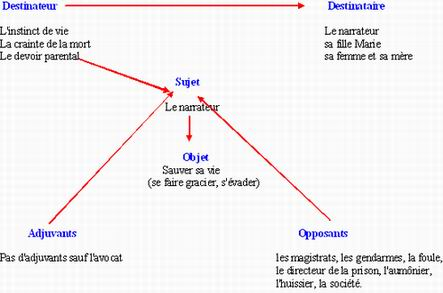 Destinateur
Destinataire
L'instinct de vie
La crainte de la mort
Le devoir parental
Le narrateur
sa fille Marie
sa femme et sa mère
Sujet
Le narrateur
Objet
Sauver sa vie
(se faire gracier, s'évader)
Adjuvants
Opposants
Pas d'adjuvants sauf l'avocat
les magistrats, les gendarmes, la foule,
le directeur de la prison, l'aumônier,
l'huissier, la société.